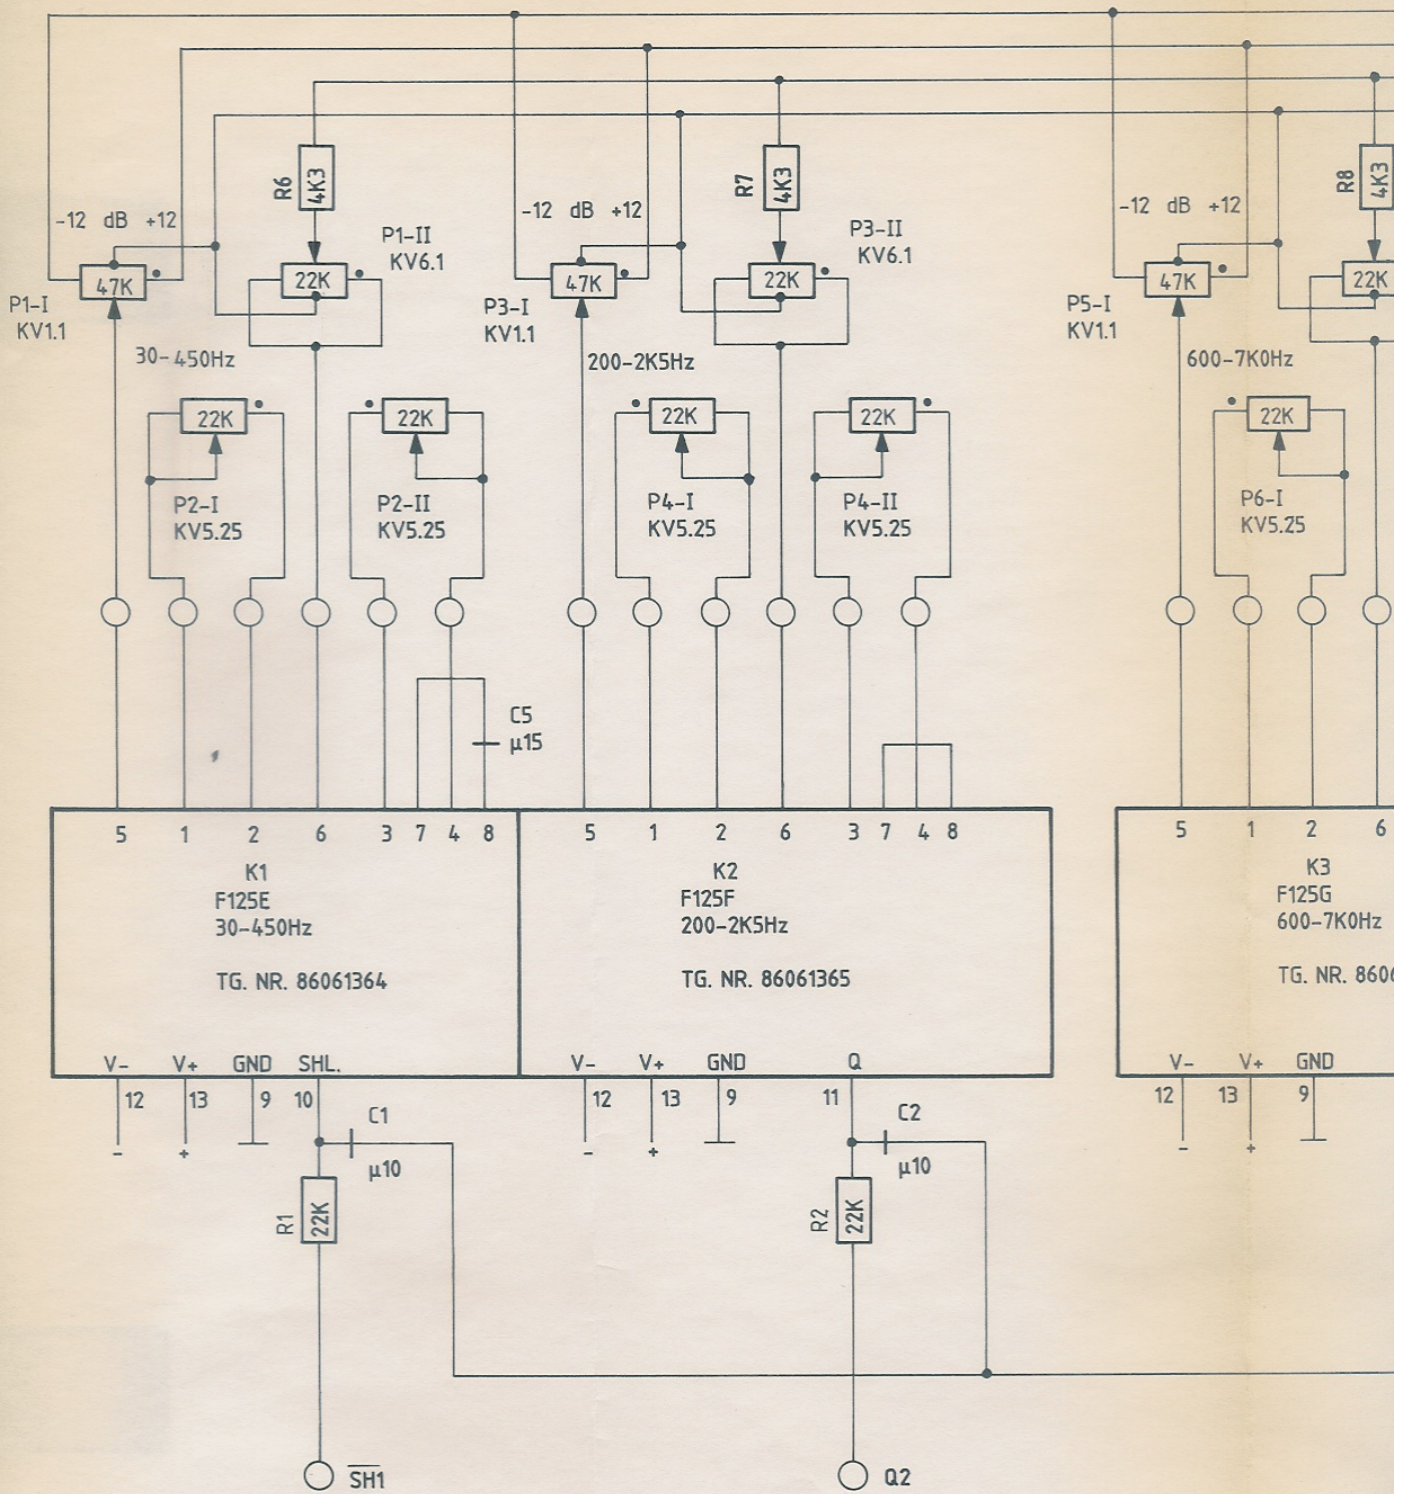 R6
4K3
R7
4K3
R8
4K3
-12 dB +12
-12 dB +12
-12 dB +12
P1-II
KV6.1
P3-II
KV6.1
47K
22K
47K
22K
47K
22K
P1-I
KV1.1
P3-I
KV1.1
P5-I
KV1.1
30-450Hz
200-2K5Hz
600-7K0Hz
22K
22K
22K
22K
22K
P2-I
KV5.25
P2-II
KV5.25
P4-I
KV5.25
P4-II
KV5.25
P6-I
KV5.25
C5
µ15
5 1 2 6 3 7 4 8
5 1 2 6 3 7 4 8
5 1 2 6
K1
F125E
30-450Hz
TG. NR. 86061364
K2
F125F
200-2K5Hz
TG. NR. 86061365
K3
F125G
600-7K0Hz
TG. NR. 860
V- V+ GND SHL.
V- V+ GND Q
V- V+ GND
12 13 9 10
12 13 9 11
12 13 9
- +
- +
- +
C1
µ10
C2
µ10
R1
22K
R2
22K
SH1
Q2